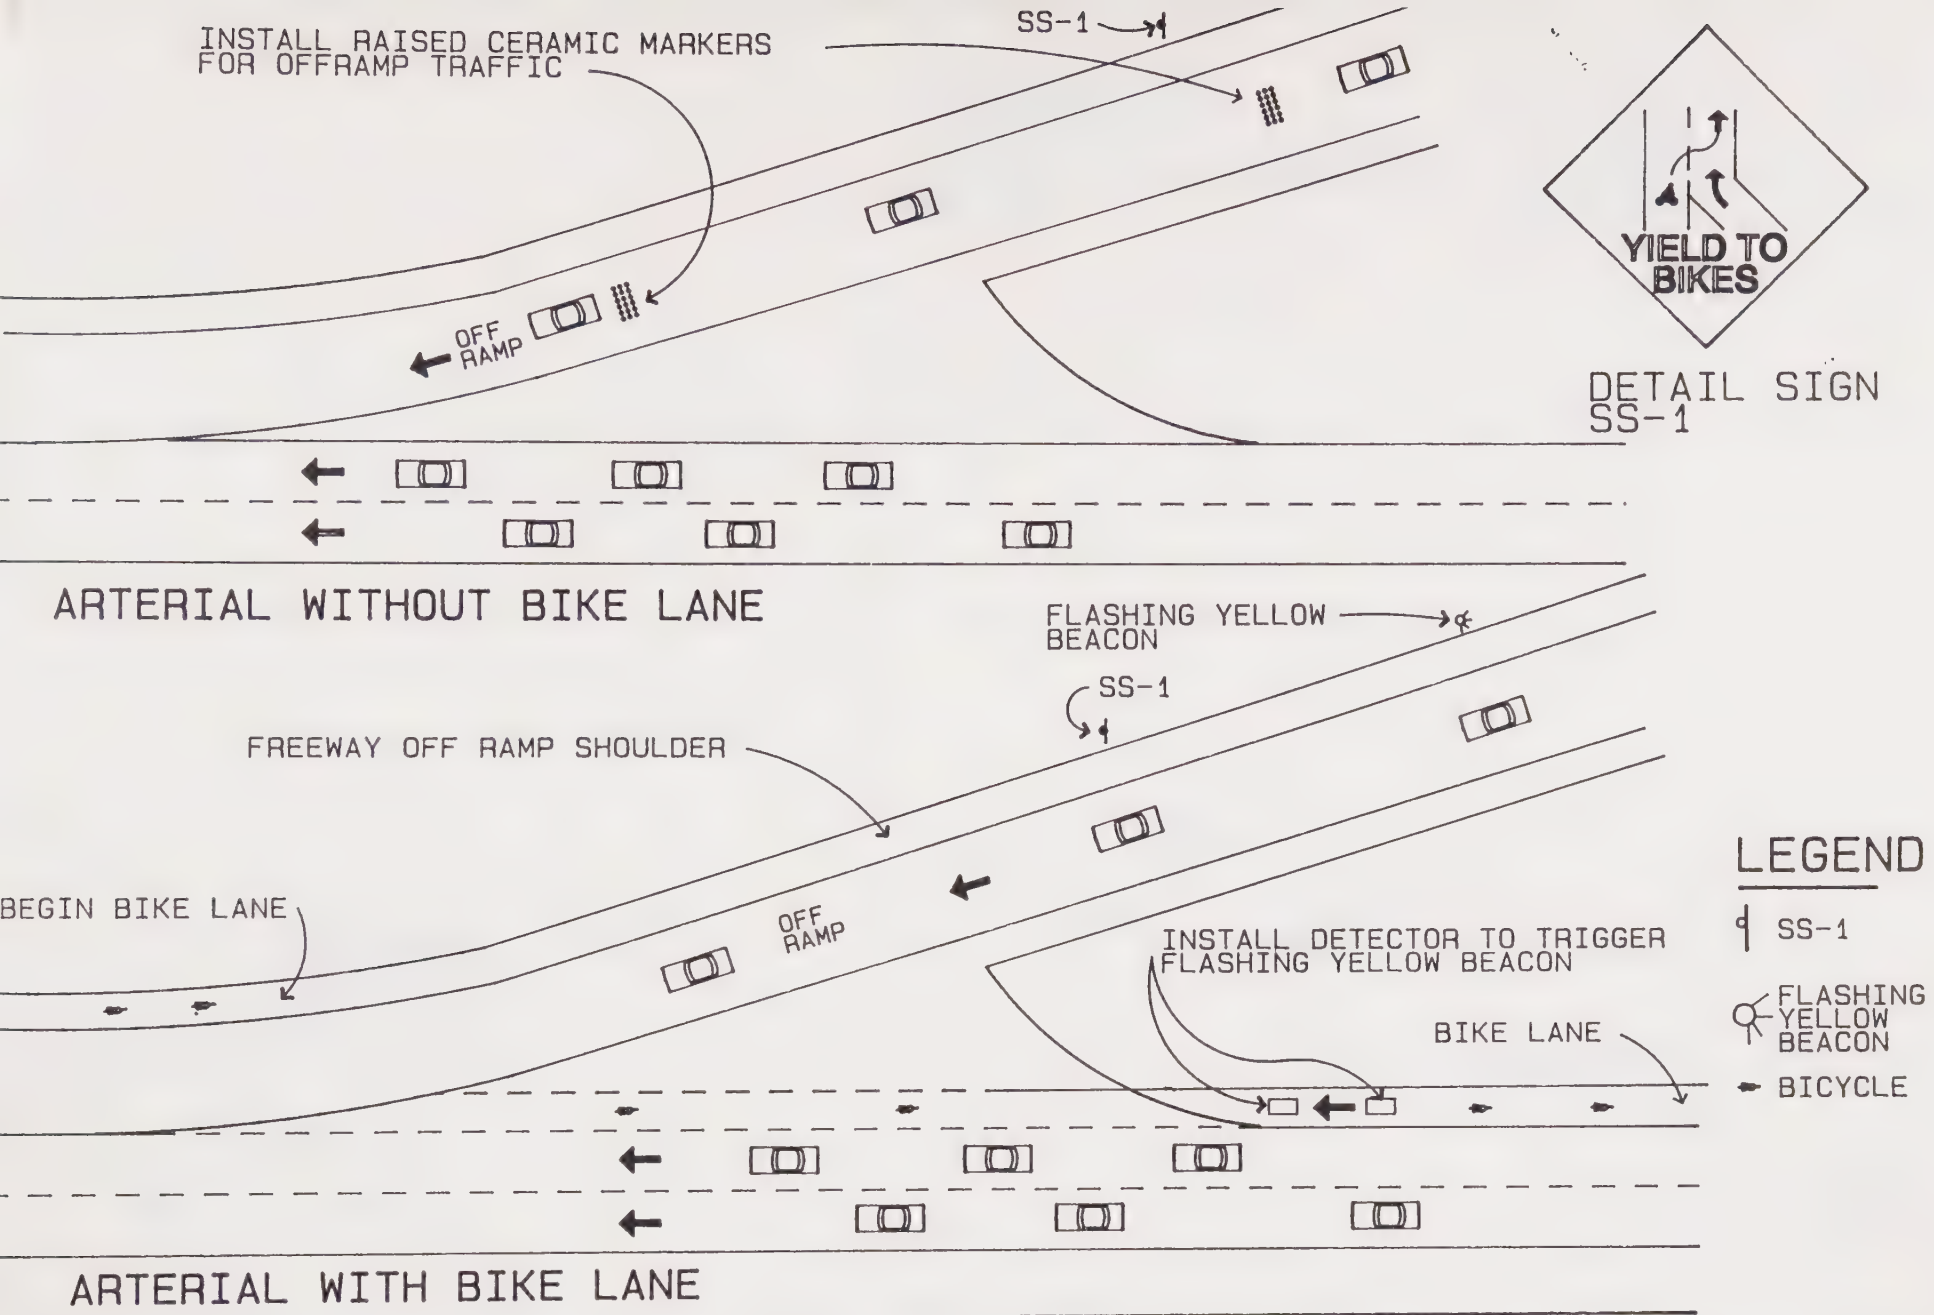 INSTALL RAISED CERAMIC MARKERS
FOR OFFRAMP TRAFFIC
SS-1
OFF
RAMP
YIELD TO
BIKES
DETAIL SIGN
SS-1
ARTERIAL WITHOUT BIKE LANE
FLASHING YELLOW
BEACON
SS-1
FREEWAY OFF RAMP SHOULDER
BEGIN BIKE LANE
OFF
RAMP
INSTALL DETECTOR TO TRIGGER
FLASHING YELLOW BEACON
BIKE LANE
LEGEND
SS-1
FLASHING
YELLOW
BEACON
BICYCLE
ARTERIAL WITH BIKE LANE